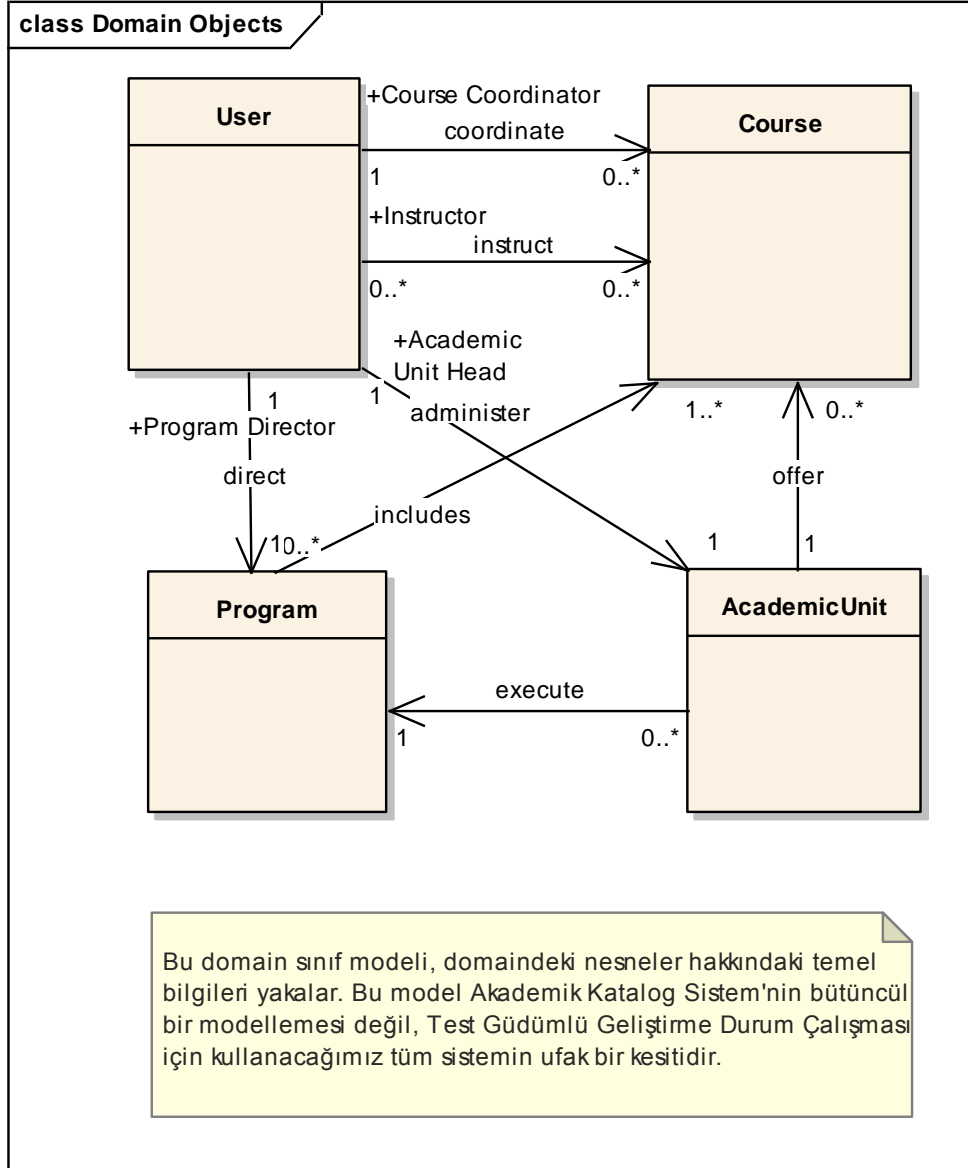 class Domain Objects
User
+Course Coordinator
coordinate
1
0..*
Course
+Instructor
instruct
0..*
0..*
+Academic
Unit Head
1
administer
1
1
+Program Director
direct
1
0..*
includes
1..*
0..*
offer
1
Program
AcademicUnit
execute
1
0..*
Bu domain sınıf modeli, domaindeki nesneler hakkındaki temel
bilgileri yakalar. Bu model Akademik Katalog Sistem'nin bütüncül
bir modellemesi değil, Test Güdümlü Geliştirme Durum Çalışması
için kullanacağımız tüm sistemin ufak bir kesitidir.